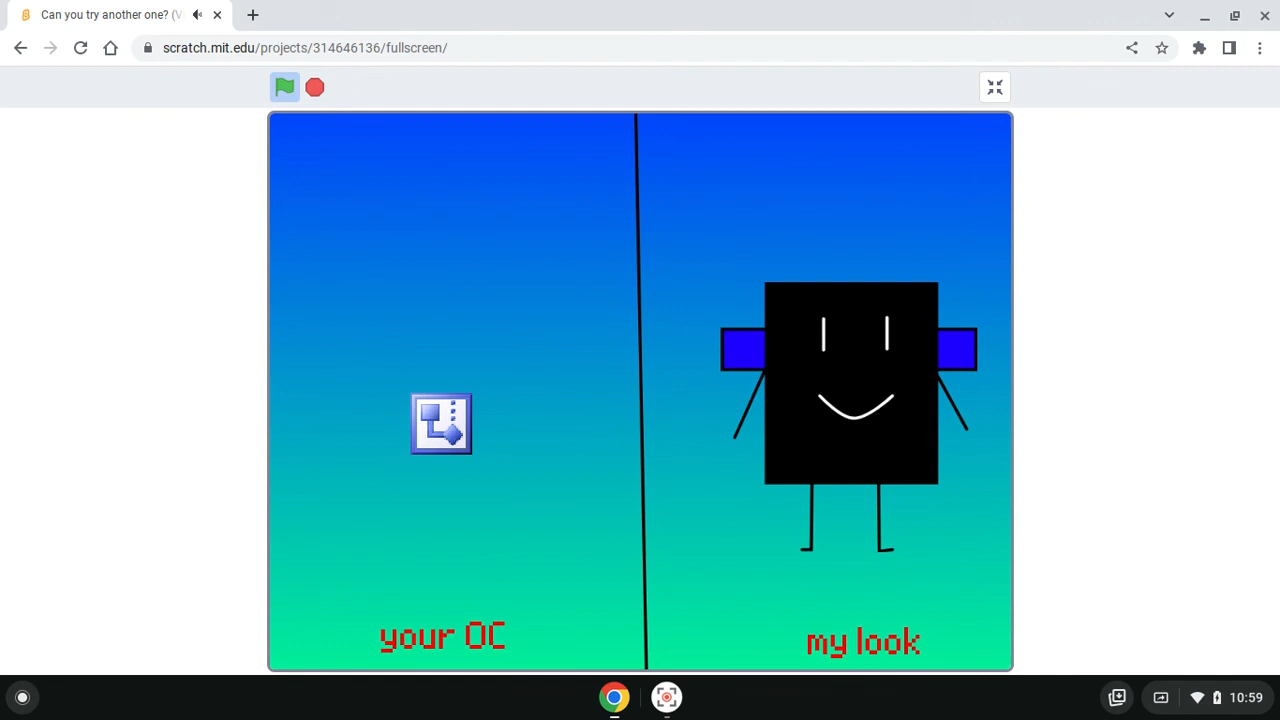 Can you try another one? (V
scratch.mit.edu/projects/314646136/fullscreen/
your OC
my look
10:59